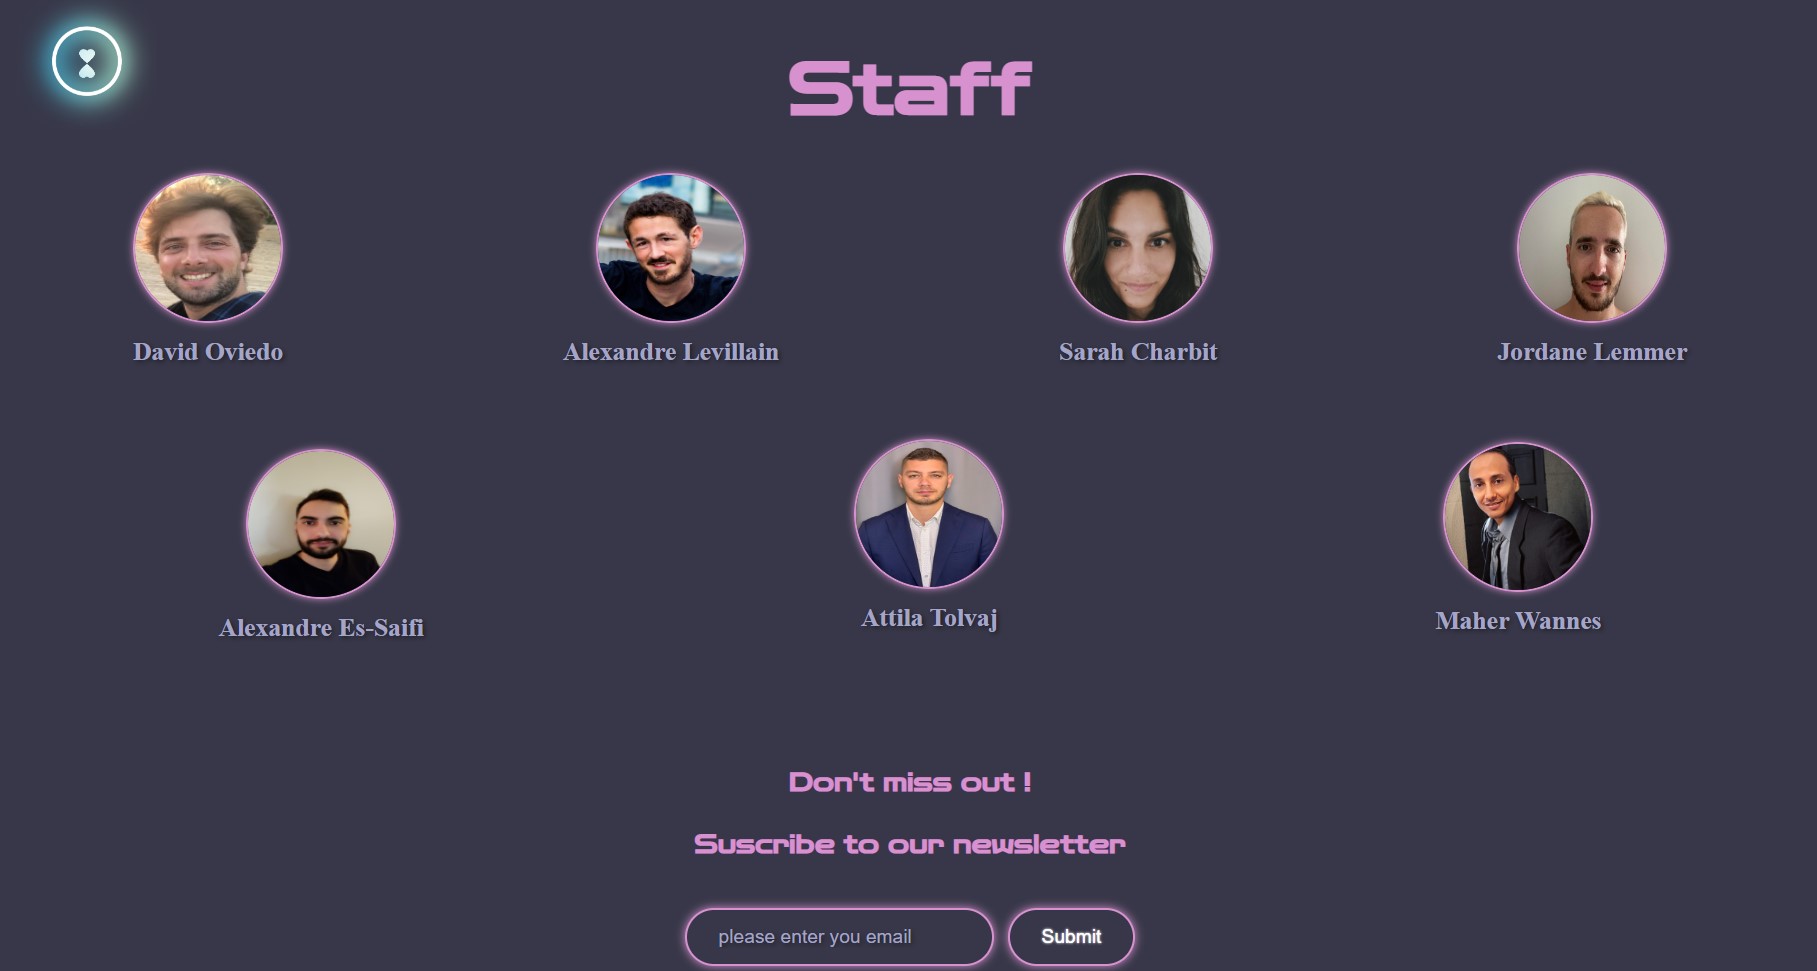 Staff
David Oviedo
Alexandre Levillain
Sarah Charbit
Jordane Lemmer
Alexandre Es-Saifi
Attila Tolvaj
Maher Wannes
Don't miss out !
Suscribe to our newsletter
please enter you email
Submit